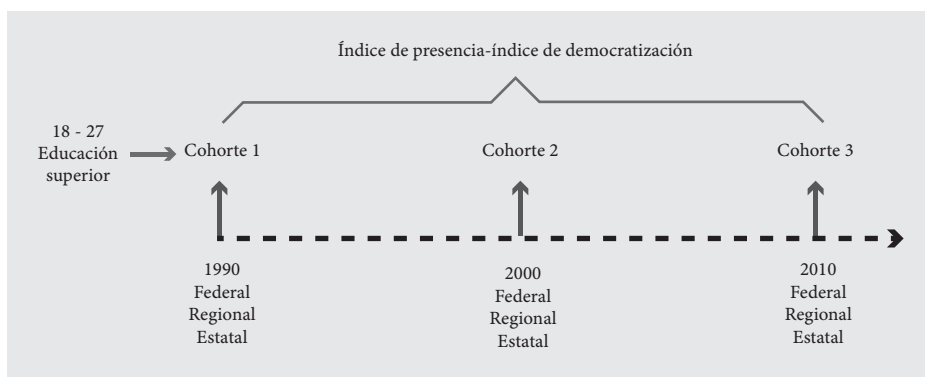 Índice de presencia-índice de democratización
18 - 27
Educación
superior
Cohorte 1
Cohorte 2
Cohorte 3
1990
Federal
Regional
Estatal
2000
Federal
Regional
Estatal
2010
Federal
Regional
Estatal